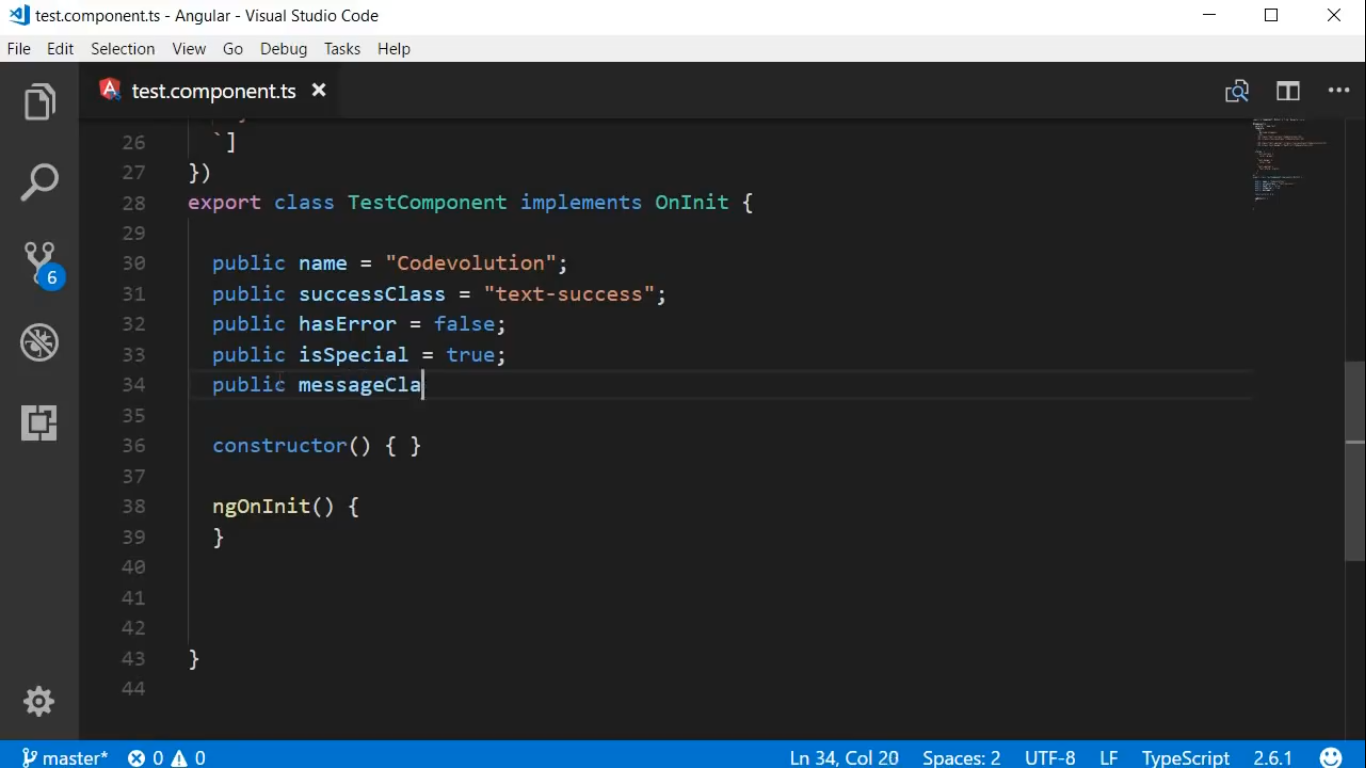 test.component.ts - Angular - Visual Studio Code
File Edit Selection View Go Debug Tasks Help
test.component.ts
26 `]
27 })
28 export class TestComponent implements OnInit {
29
30 public name = "Codevolution";
31 public successClass = "text-success";
32 public hasError = false;
33 public isSpecial = true;
34 public messageCla
35
36 constructor() { }
37
38 ngOnInit() {
39 }
40
41
42
43 }
44
6
master* 0 0 Ln 34, Col 20 Spaces: 2 UTF-8 LF TypeScript 2.6.1